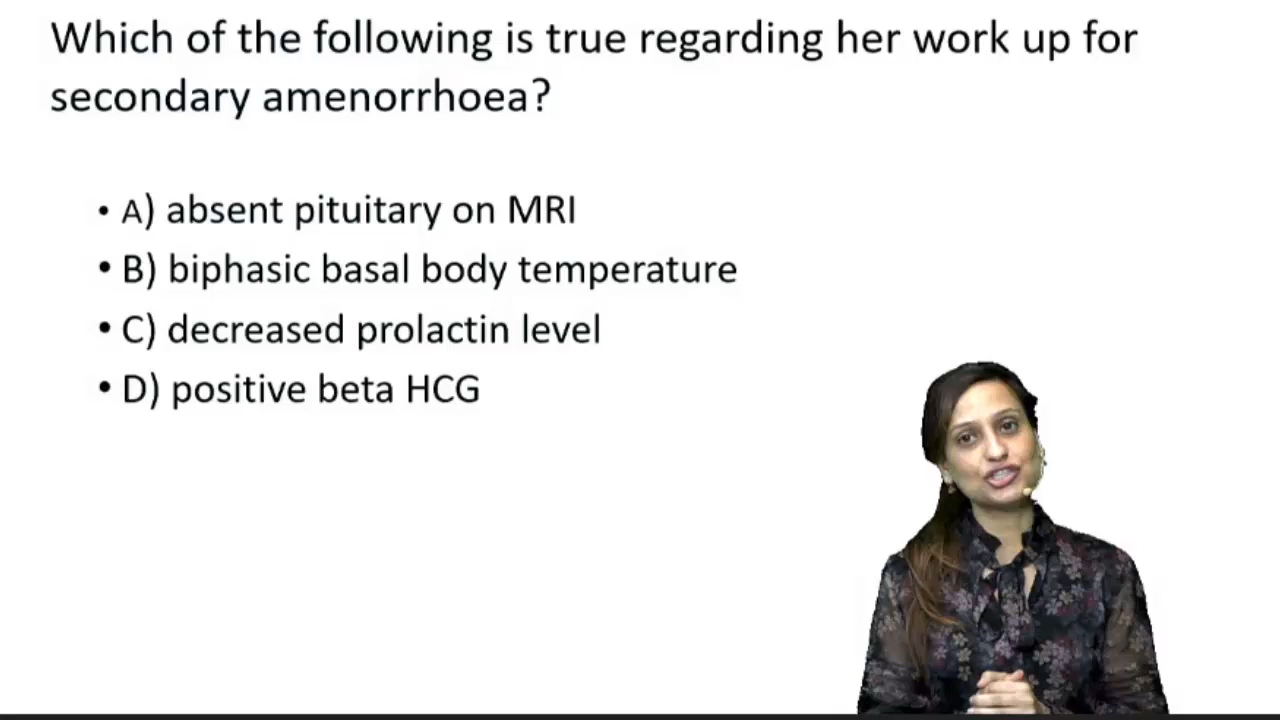 Which of the following is true regarding her work up for
secondary amenorrhoea?
• A) absent pituitary on MRI
• B) biphasic basal body temperature
• C) decreased prolactin level
• D) positive beta HCG